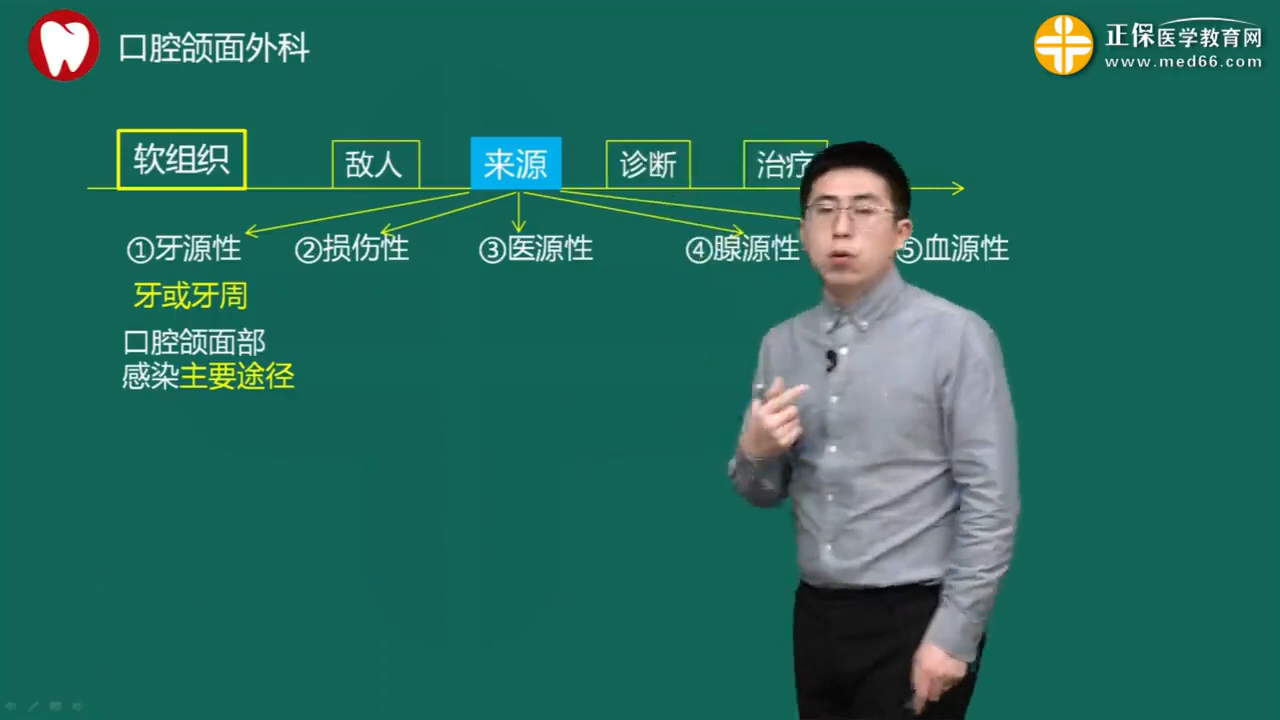 口腔颌面外科
正保医学教育网
www.med66.com
软组织
敌人
来源
诊断
治疗
①牙源性
②损伤性
③医源性
④腺源性
⑤血源性
牙或牙周
口腔颌面部
感染主要途径